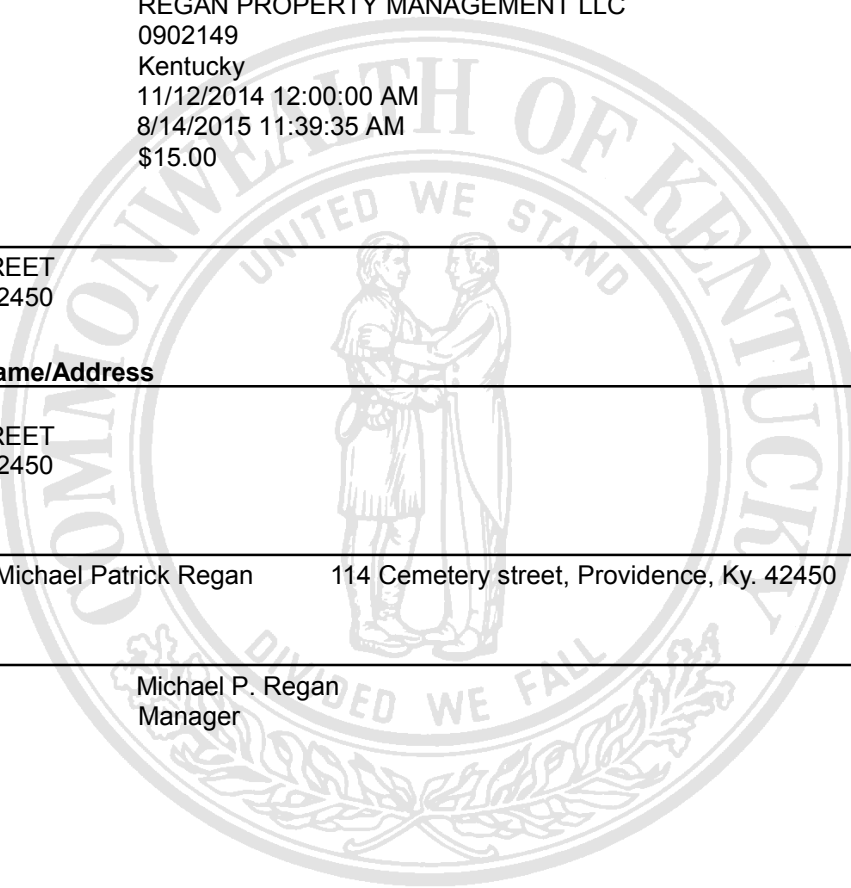 REGAN PROPERTY MANAGEMENT LLC
0902149
Kentucky
11/12/2014 12:00:00 AM
8/14/2015 11:39:35 AM
$15.00
COMMONWEALTH OF KENTUCKY
UNITED WE STAND
REET
2450
ame/Address
REET
2450
Michael Patrick Regan 114 Cemetery street, Providence, Ky. 42450
DIVIDED WE FALL
Michael P. Regan
Manager